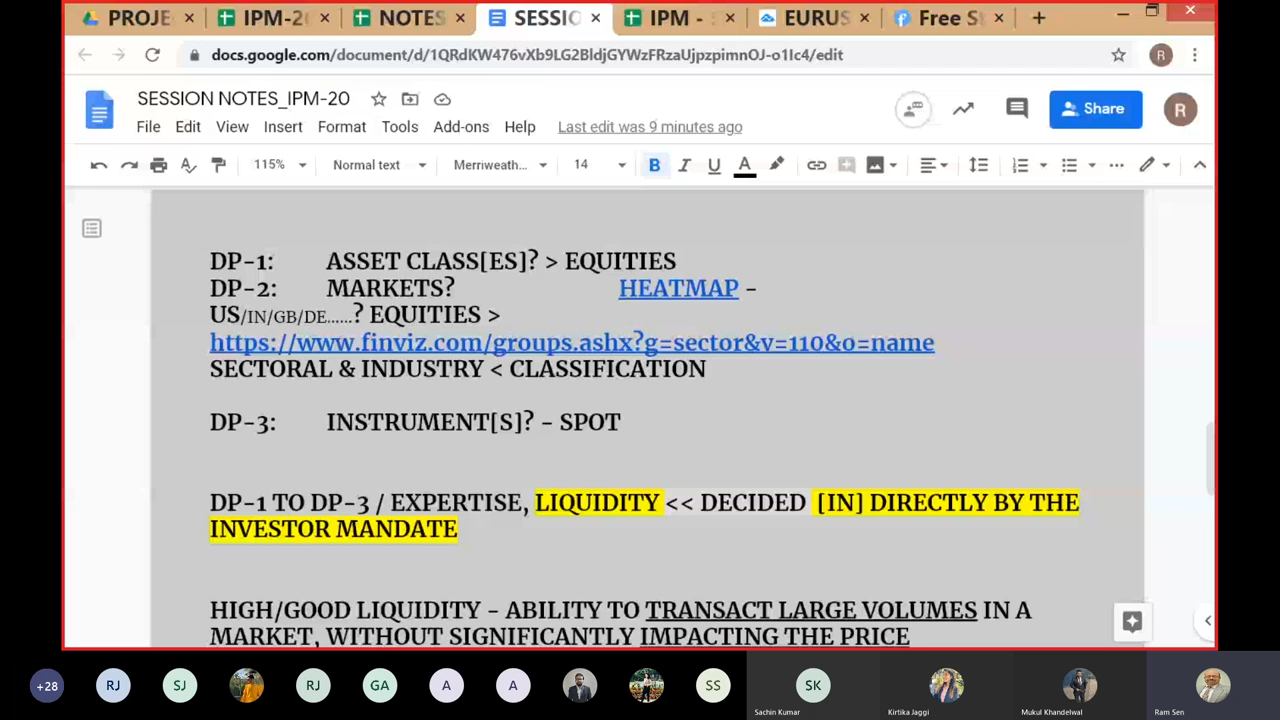 PROJE
IPM-20
NOTES
SESSIO
IPM - S
EURUS
Free S
docs.google.com/document/d/1QRdKW476vXb9LG2BldjGYWzFRzaUjpzpimnOJ-o1Ic4/edit
R
SESSION NOTES_IPM-20
File Edit View Insert Format Tools Add-ons Help Last edit was 9 minutes ago
Share
R
115% Normal text Merriweath... 14 B I U A
DP-1: ASSET CLASS[ES]? > EQUITIES
DP-2: MARKETS? HEATMAP -
US/IN/GB/DE......? EQUITIES >
https://www.finviz.com/groups.ashx?g=sector&v=110&o=name
SECTORAL & INDUSTRY < CLASSIFICATION
DP-3: INSTRUMENT[S]? - SPOT
DP-1 TO DP-3 / EXPERTISE, LIQUIDITY << DECIDED [IN] DIRECTLY BY THE
INVESTOR MANDATE
HIGH/GOOD LIQUIDITY - ABILITY TO TRANSACT LARGE VOLUMES IN A
MARKET, WITHOUT SIGNIFICANTLY IMPACTING THE PRICE
+28 RJ SJ RJ GA A A SS SK
Sachin Kumar Kirtika Jaggi Mukul Khandelwal Ram Sen